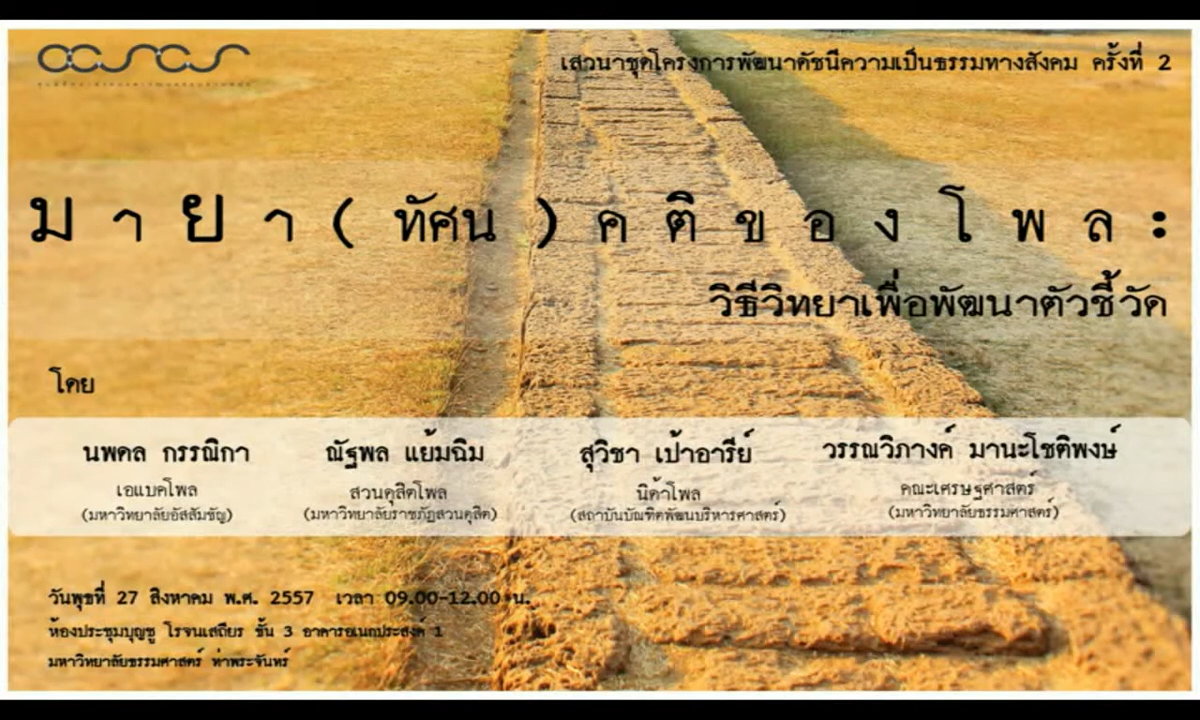 เสวนาชุดโครงการพัฒนาดัชนีความเป็นธรรมทางสังคม ครั้งที่ 2
มายา(ทัศน)คติของโพล:
วิธีวิทยาเพื่อพัฒนาตัวชี้วัด
โดย
นพดล กรรณิกา
เอแบคโพล
(มหาวิทยาลัยอัสสัมชัญ)
ณัฐพล แย้มฉิม
สวนดุสิตโพล
(มหาวิทยาลัยราชภัฏสวนดุสิต)
สุวิชา เป้าอารีย์
นิด้าโพล
(สถาบันบัณฑิตพัฒนบริหารศาสตร์)
วรรณวิภางค์ มานะโชติพงษ์
คณะเศรษฐศาสตร์
(มหาวิทยาลัยธรรมศาสตร์)
วันพุธที่ 27 สิงหาคม พ.ศ. 2557 เวลา 09.00-12.00 น.
ห้องประชุมบุญชู โรจนเสถียร ชั้น 3 อาคารอเนกประสงค์ 1
มหาวิทยาลัยธรรมศาสตร์ ท่าพระจันทร์